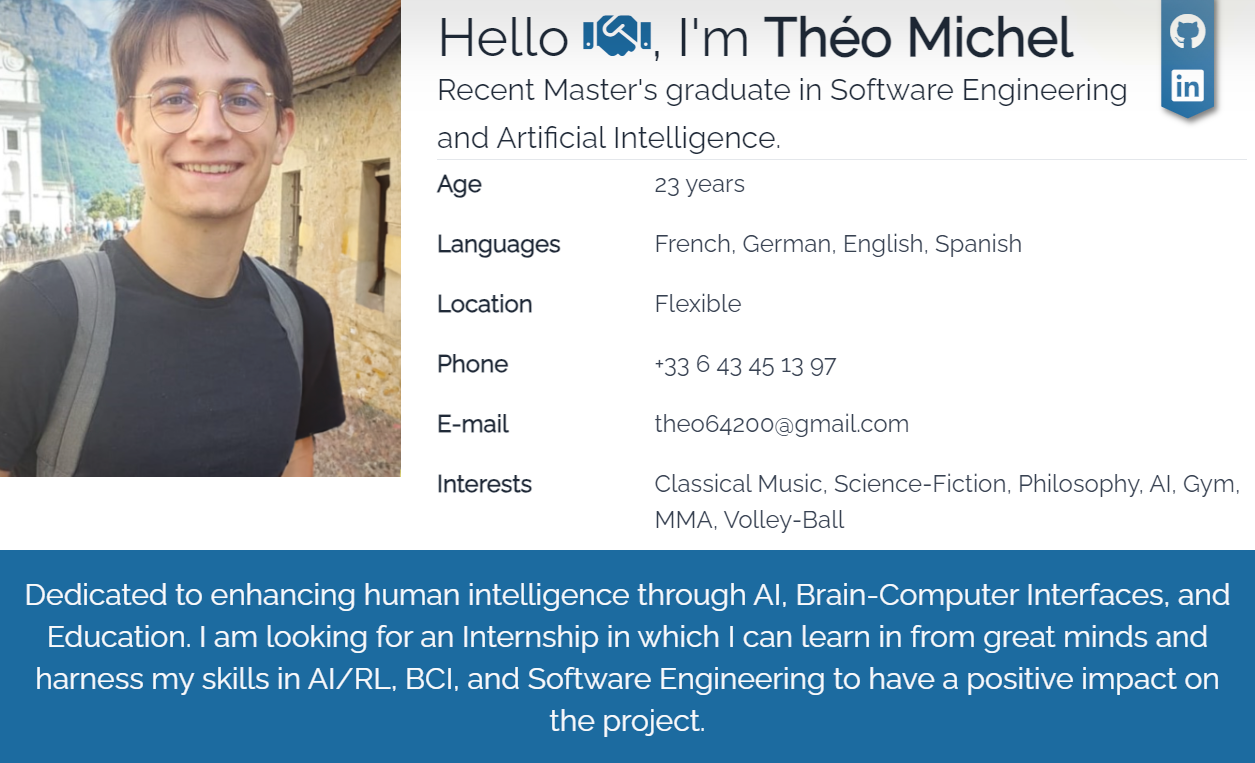 Hello , I'm Théo Michel
Recent Master's graduate in Software Engineering
and Artificial Intelligence.
Age 23 years
Languages French, German, English, Spanish
Location Flexible
Phone +33 6 43 45 13 97
E-mail theo64200@gmail.com
Interests Classical Music, Science-Fiction, Philosophy, AI, Gym,
MMA, Volley-Ball
Dedicated to enhancing human intelligence through AI, Brain-Computer Interfaces, and
Education. I am looking for an Internship in which I can learn in from great minds and
harness my skills in AI/RL, BCI, and Software Engineering to have a positive impact on
the project.
in